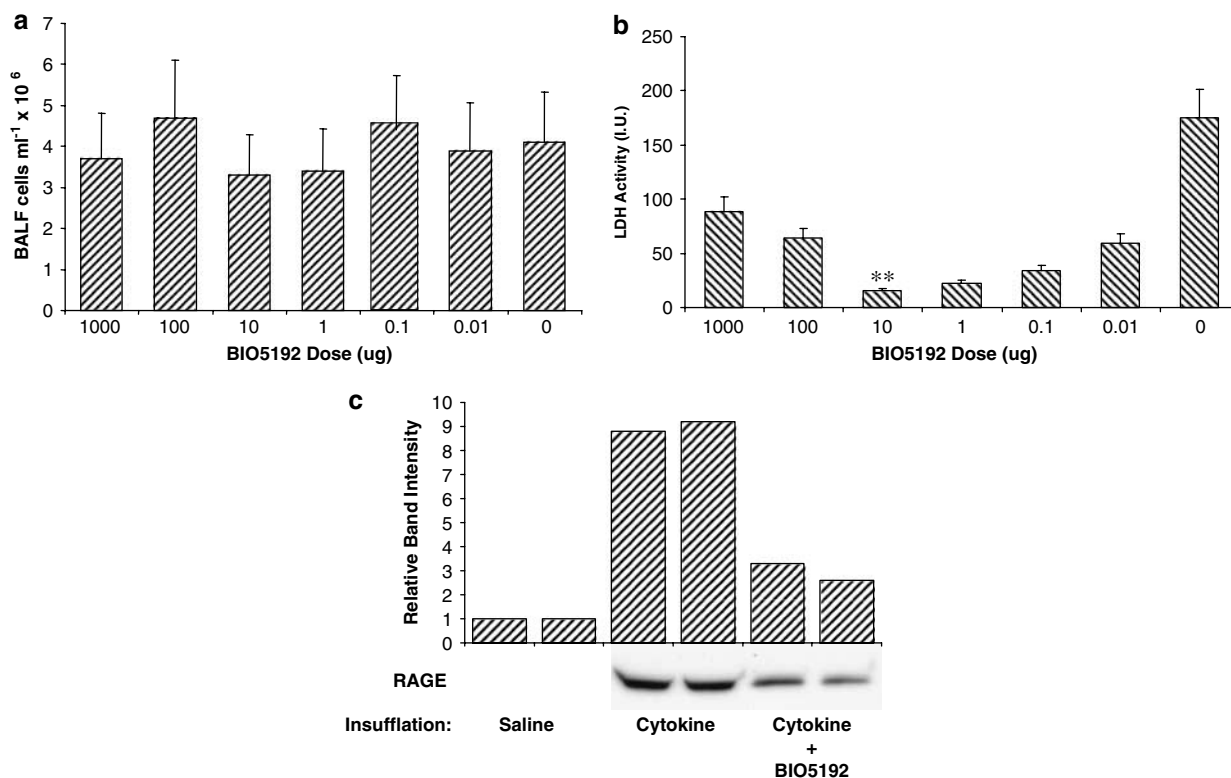 a
BALF cells ml⁻¹ x 10⁶
7
6
5
4
3
2
1
0
1000 100 10 1 0.1 0.01 0
BIO5192 Dose (ug)
b
LDH Activity (I.U.)
250
200
150
100
50
0
**
1000 100 10 1 0.1 0.01 0
BIO5192 Dose (ug)
c
Relative Band Intensity
10
9
8
7
6
5
4
3
2
1
0
RAGE
Insufflation: Saline Cytokine Cytokine
+
BIO5192